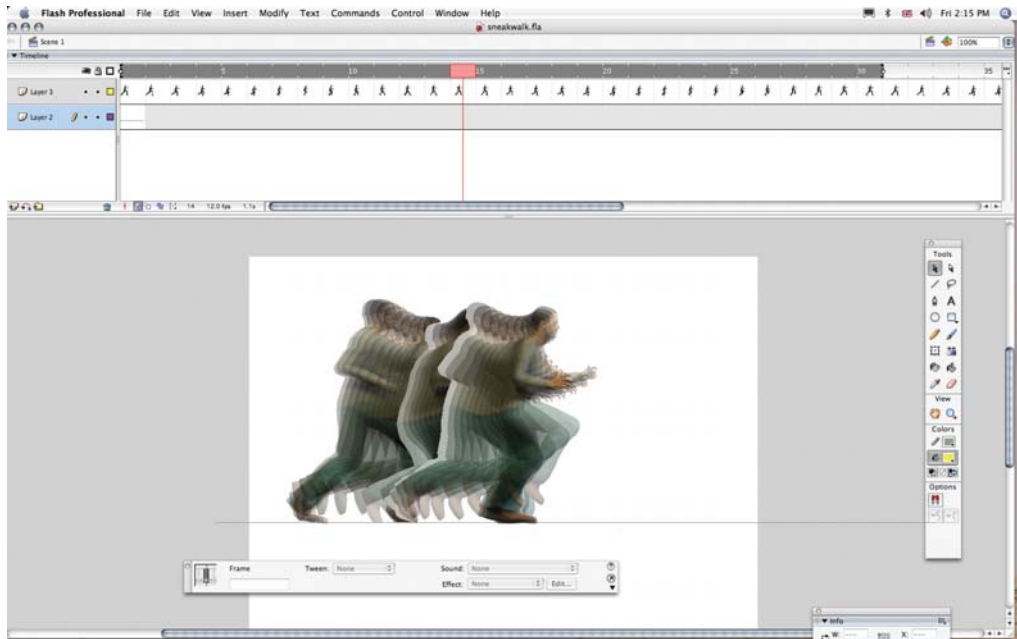 Flash Professional File Edit View Insert Modify Text Commands Control Window Help Fri 2:15 PM
sneakwalk.fla
Scene 1 100%
Timeline
5 10 15 20 25 30 35
Layer 3
Layer 2
14 12.0 fps 1.1s
Tools
A
View
Colors
Options
Frame Tween: None Sound: None
Effect: None Edit...
Info
W: X: